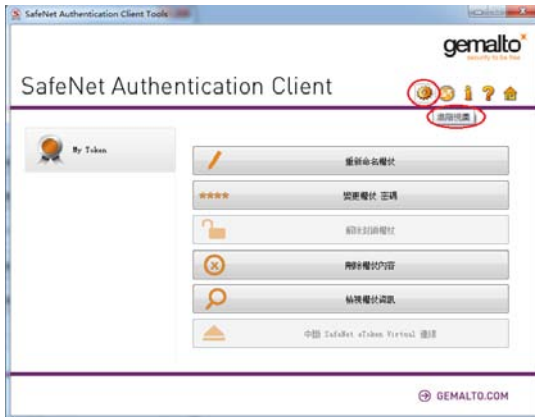 SafeNet Authentication Client Tools
gemalto
security to be free
SafeNet Authentication Client
進階檢視
My Token
重新命名權杖
變更權杖 密碼
解除封鎖權杖
刪除權杖內容
檢視權杖資訊
中斷 SafeNet eToken Virtual 連線
GEMALTO.COM